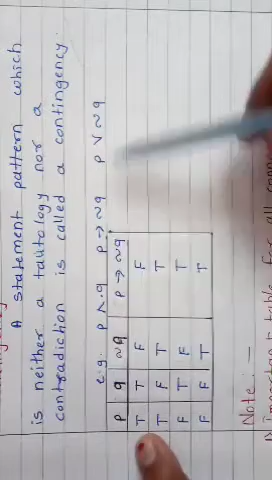 A statement pattern which
is neither a tautology nor a
contradiction is called a contingency.
e.g. p ∧ q p → ~q p ∨ ~q
p q ~q p → ~q
T T F F
T F T T
F T F T
F F T T
Note :-